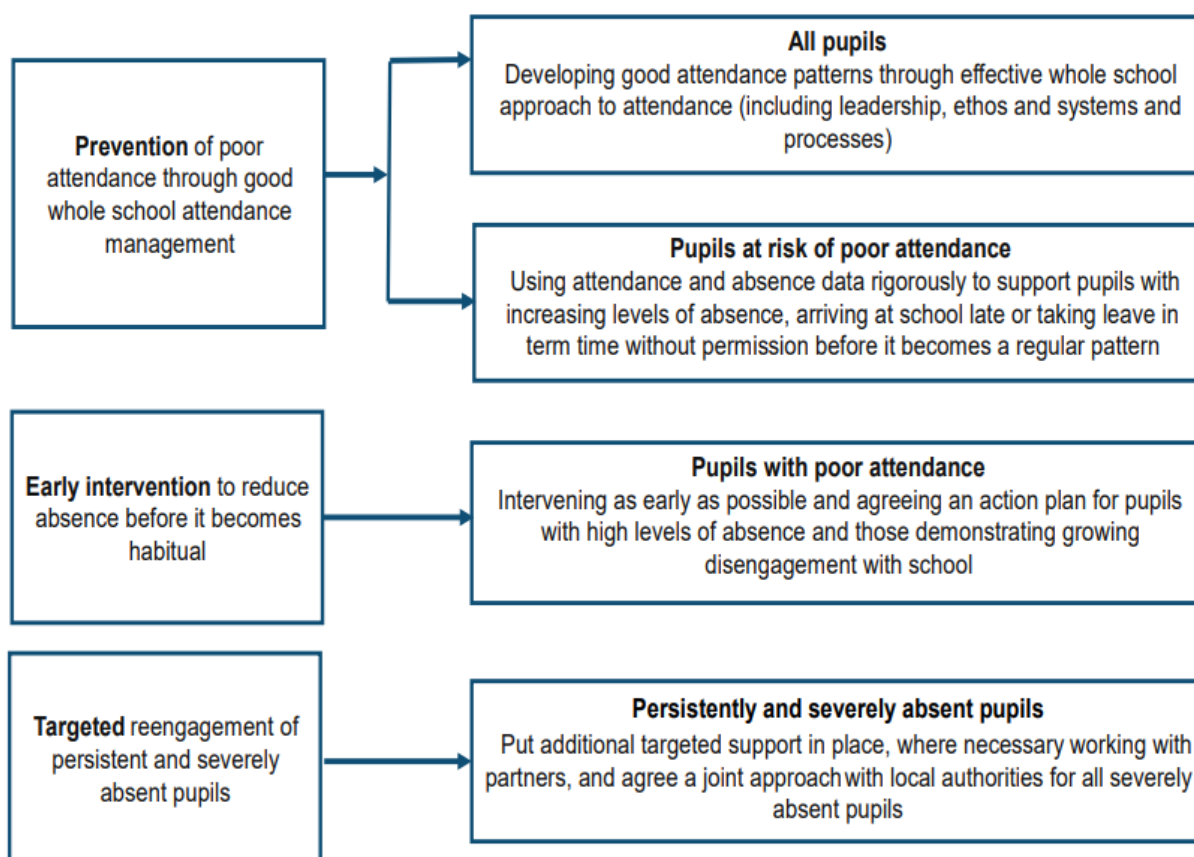 Prevention of poor
attendance through good
whole school attendance
management
All pupils
Developing good attendance patterns through effective whole school
approach to attendance (including leadership, ethos and systems and
processes)
Pupils at risk of poor attendance
Using attendance and absence data rigorously to support pupils with
increasing levels of absence, arriving at school late or taking leave in
term time without permission before it becomes a regular pattern
Early intervention to reduce
absence before it becomes
habitual
Pupils with poor attendance
Intervening as early as possible and agreeing an action plan for pupils
with high levels of absence and those demonstrating growing
disengagement with school
Targeted reengagement of
persistent and severely
absent pupils
Persistently and severely absent pupils
Put additional targeted support in place, where necessary working with
partners, and agree a joint approach with local authorities for all severely
absent pupils